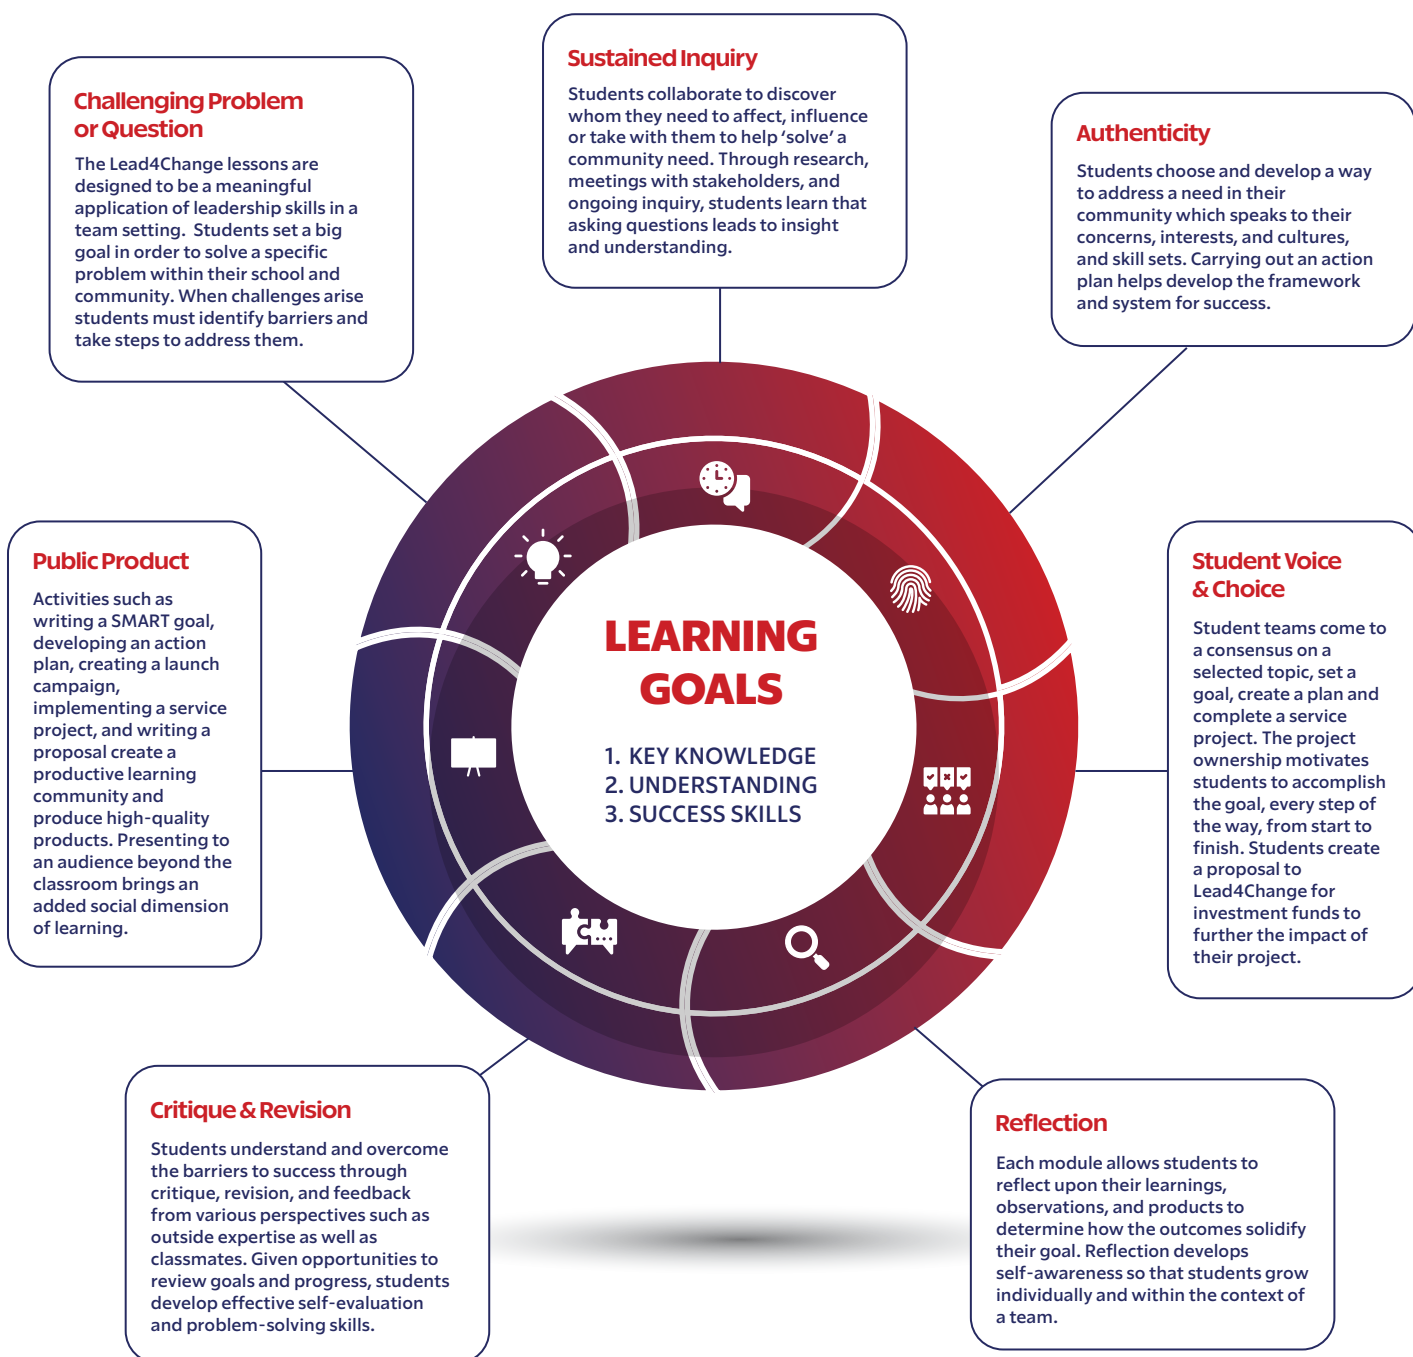 Challenging Problem
or Question
The Lead4Change lessons are
designed to be a meaningful
application of leadership skills in a
team setting.  Students set a big
goal in order to solve a specific
problem within their school and
community. When challenges arise
students must identify barriers and
take steps to address them.
Sustained Inquiry
Students collaborate to discover
whom they need to affect, influence
or take with them to help ‘solve’ a
community need. Through research,
meetings with stakeholders, and
ongoing inquiry, students learn that
asking questions leads to insight
and understanding.
Authenticity
Students choose and develop a way
to address a need in their
community which speaks to their
concerns, interests, and cultures,
and skill sets. Carrying out an action
plan helps develop the framework
and system for success.
Public Product
Activities such as
writing a SMART goal,
developing an action
plan, creating a launch
campaign,
implementing a service
project, and writing a
proposal create a
productive learning
community and
produce high-quality
products. Presenting to
an audience beyond the
classroom brings an
added social dimension
of learning.
LEARNING
GOALS
1. KEY KNOWLEDGE
2. UNDERSTANDING
3. SUCCESS SKILLS
Student Voice
& Choice
Student teams come to
a consensus on a
selected topic, set a
goal, create a plan and
complete a service
project. The project
ownership motivates
students to accomplish
the goal, every step of
the way, from start to
finish. Students create
a proposal to
Lead4Change for
investment funds to
further the impact of
their project.
Critique & Revision
Students understand and overcome
the barriers to success through
critique, revision, and feedback
from various perspectives such as
outside expertise as well as
classmates. Given opportunities to
review goals and progress, students
develop effective self-evaluation
and problem-solving skills.
Reflection
Each module allows students to
reflect upon their learnings,
observations, and products to
determine how the outcomes solidify
their goal. Reflection develops
self-awareness so that students grow
individually and within the context of
a team.